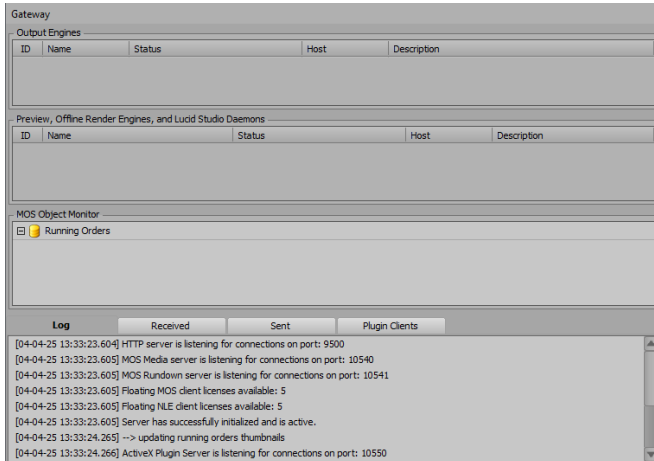 Gateway
Output Engines
ID Name Status Host Description
Preview, Offline Render Engines, and Lucid Studio Daemons
ID Name Status Host Description
MOS Object Monitor
Running Orders
Log Received Sent Plugin Clients
[04-04-25 13:33:23.604] HTTP server is listening for connections on port: 9500
[04-04-25 13:33:23.605] MOS Media server is listening for connections on port: 10540
[04-04-25 13:33:23.605] MOS Rundown server is listening for connections on port: 10541
[04-04-25 13:33:23.605] Floating MOS client licenses available: 5
[04-04-25 13:33:23.605] Floating NLE client licenses available: 5
[04-04-25 13:33:23.605] Server has successfully initialized and is active.
[04-04-25 13:33:24.265] --> updating running orders thumbnails
[04-04-25 13:33:24.266] ActiveX Plugin Server is listening for connections on port: 10550